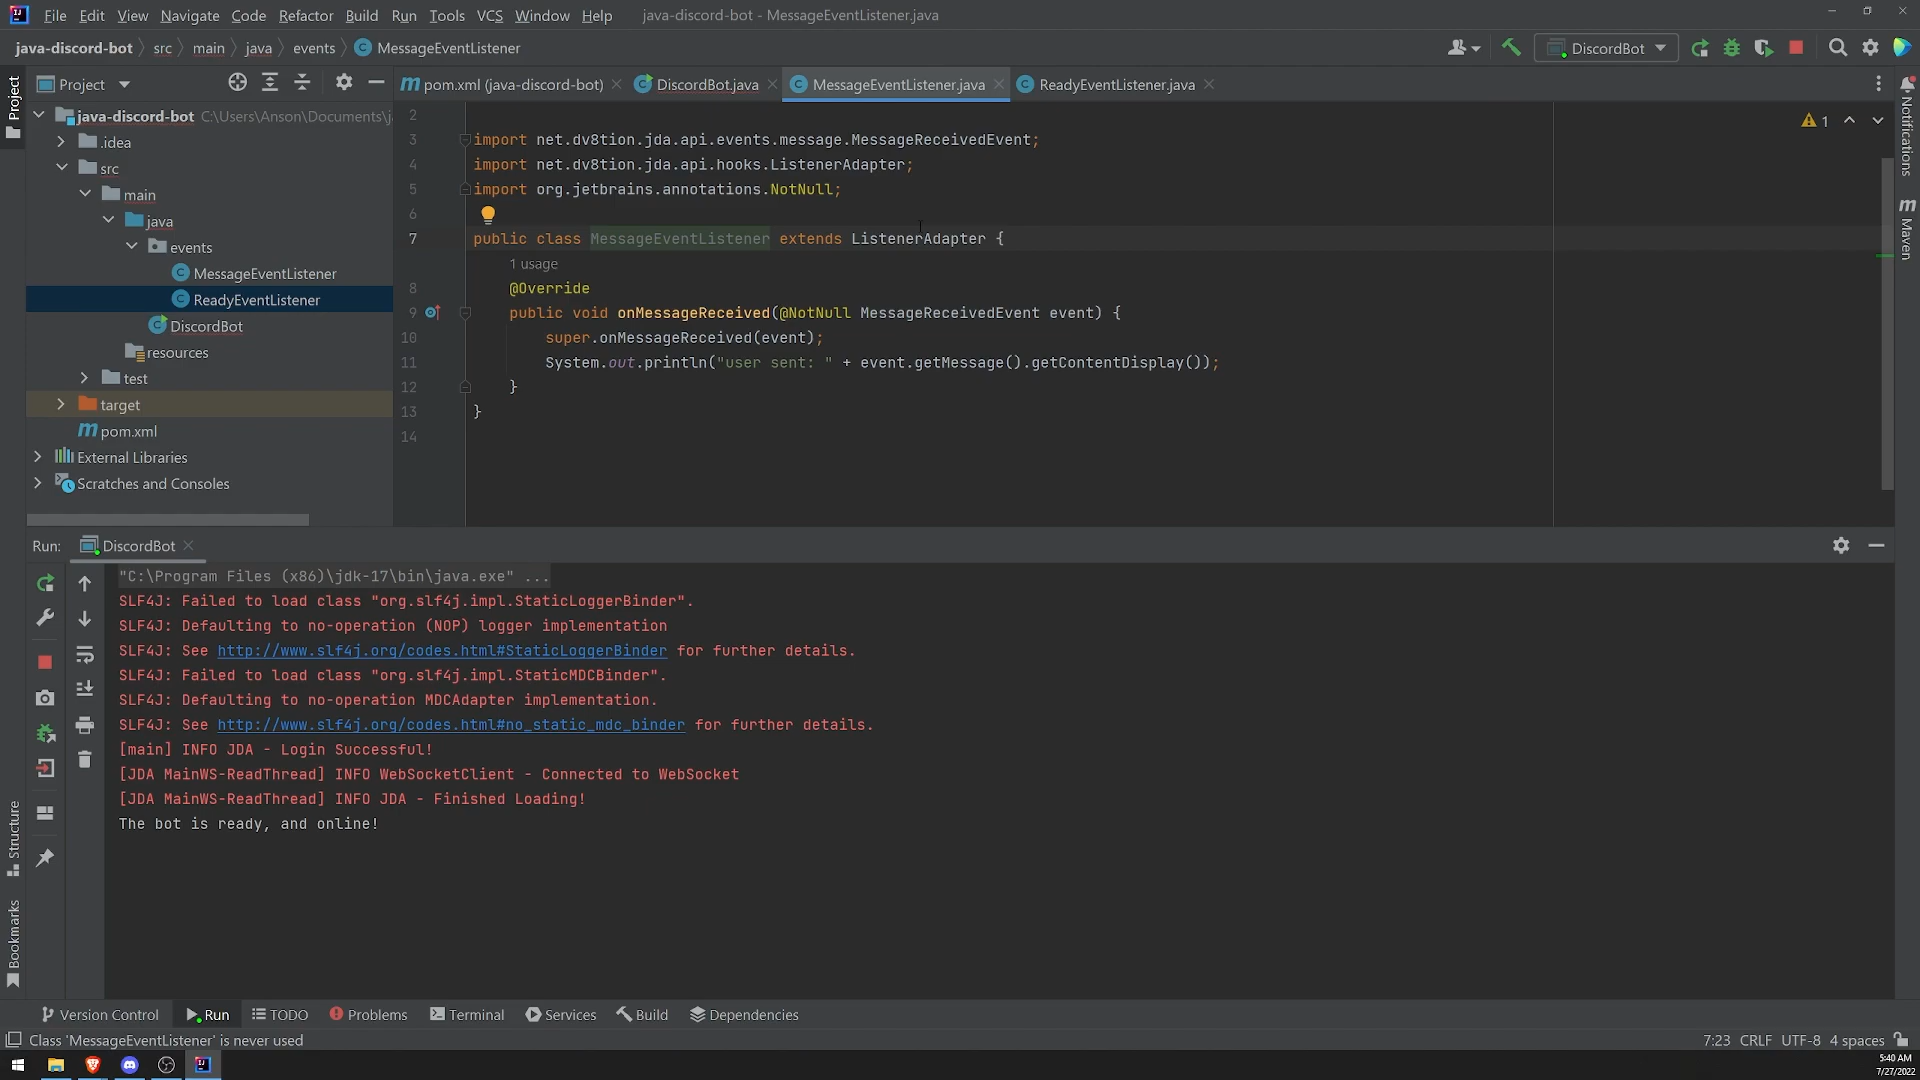 File Edit View Navigate Code Refactor Build Run Tools VCS Window Help java-discord-bot - MessageEventListener.java
java-discord-bot src main java events MessageEventListener DiscordBot
Project
pom.xml (java-discord-bot) DiscordBot.java MessageEventListener.java ReadyEventListener.java
java-discord-bot C:\Users\Anson\Documents\j
.idea
src
main
java
events
MessageEventListener
ReadyEventListener
DiscordBot
resources
test
target
pom.xml
External Libraries
Scratches and Consoles
2
3 import net.dv8tion.jda.api.events.message.MessageReceivedEvent;
4 import net.dv8tion.jda.api.hooks.ListenerAdapter;
5 import org.jetbrains.annotations.NotNull;
6
7 public class MessageEventListener extends ListenerAdapter {
1 usage
8 @Override
9 public void onMessageReceived(@NotNull MessageReceivedEvent event) {
10 super.onMessageReceived(event);
11 System.out.println("user sent: " + event.getMessage().getContentDisplay());
12 }
13 }
14
1
Project
Notifications
Maven
Run: DiscordBot
"C:\Program Files (x86)\jdk-17\bin\java.exe" ...
SLF4J: Failed to load class "org.slf4j.impl.StaticLoggerBinder".
SLF4J: Defaulting to no-operation (NOP) logger implementation
SLF4J: See http://www.slf4j.org/codes.html#StaticLoggerBinder for further details.
SLF4J: Failed to load class "org.slf4j.impl.StaticMDCBinder".
SLF4J: Defaulting to no-operation MDCAdapter implementation.
SLF4J: See http://www.slf4j.org/codes.html#no_static_mdc_binder for further details.
[main] INFO JDA - Login Successful!
[JDA MainWS-ReadThread] INFO WebSocketClient - Connected to WebSocket
[JDA MainWS-ReadThread] INFO JDA - Finished Loading!
The bot is ready, and online!
Structure
Bookmarks
Version Control Run TODO Problems Terminal Services Build Dependencies
Class 'MessageEventListener' is never used 7:23 CRLF UTF-8 4 spaces
5:40 AM
7/27/2022